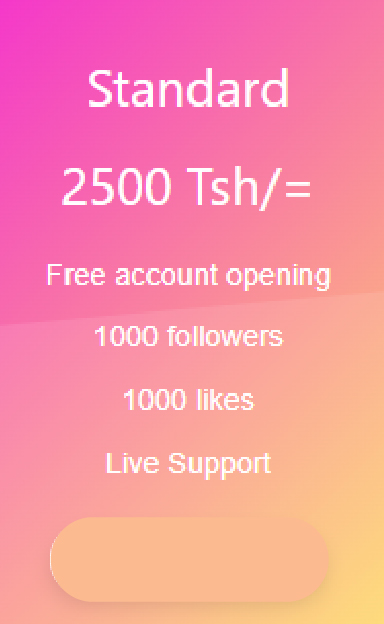 Standard
2500 Tsh/=
Free account opening
1000 followers
1000 likes
Live Support